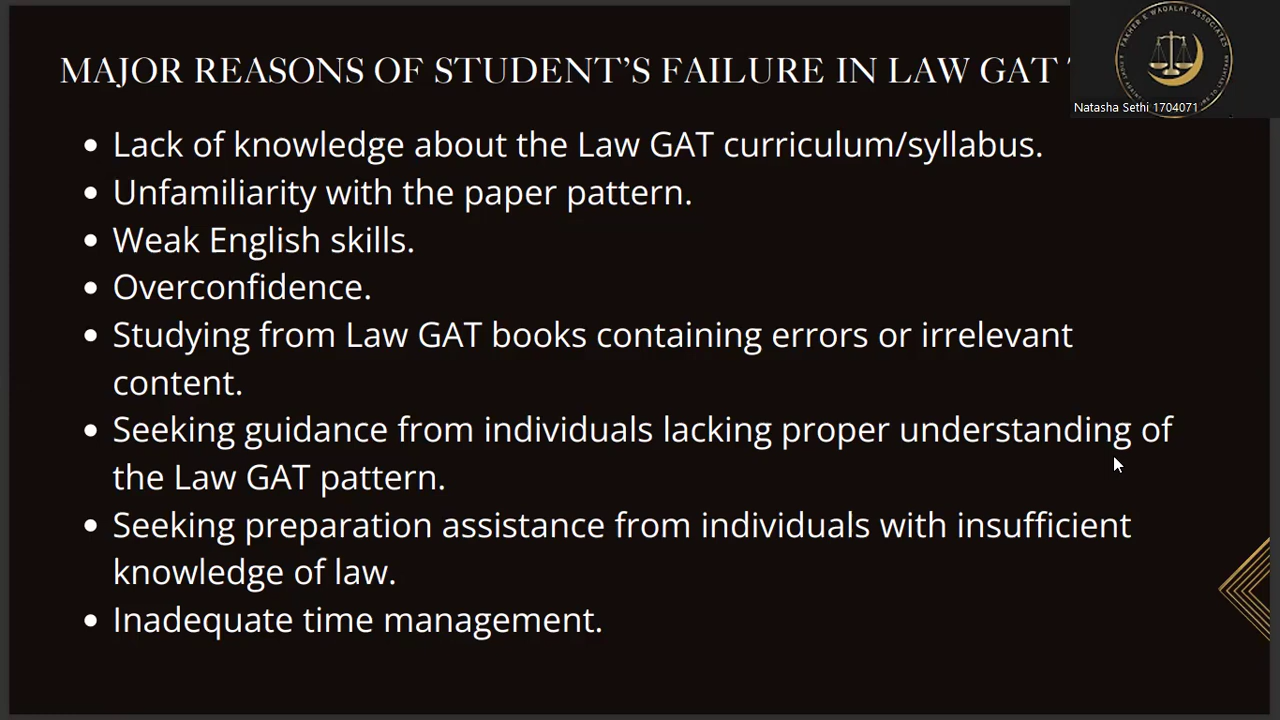 MAJOR REASONS OF STUDENT’S FAILURE IN LAW GAT
FAKHER E WAQALAT ASSOCIATES
Natasha Sethi 1704071
• Lack of knowledge about the Law GAT curriculum/syllabus.
• Unfamiliarity with the paper pattern.
• Weak English skills.
• Overconfidence.
• Studying from Law GAT books containing errors or irrelevant
content.
• Seeking guidance from individuals lacking proper understanding of
the Law GAT pattern.
• Seeking preparation assistance from individuals with insufficient
knowledge of law.
• Inadequate time management.